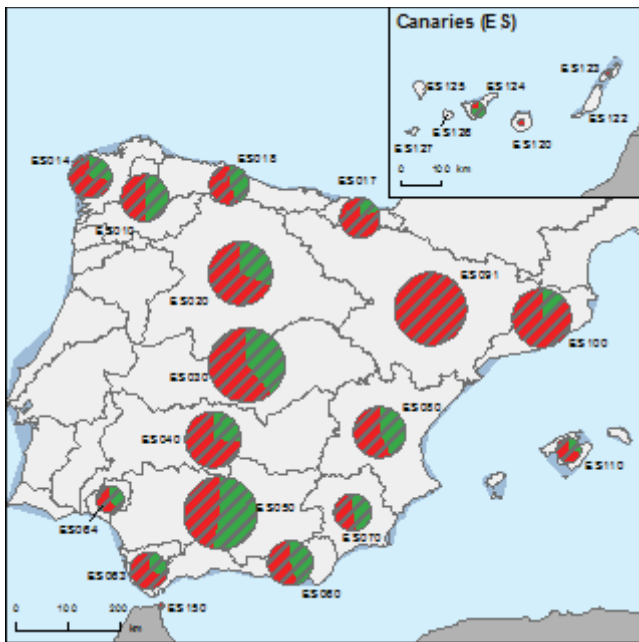 Canaries (ES)
ES123
ES125
ES124
ES126
ES122
ES127
ES120
0 100 km
ES014
ES018
ES017
ES010
ES091
ES020
ES100
ES030
ES080
ES040
ES110
ES050
ES064
ES070
ES063
ES060
ES150
0 100 200
km